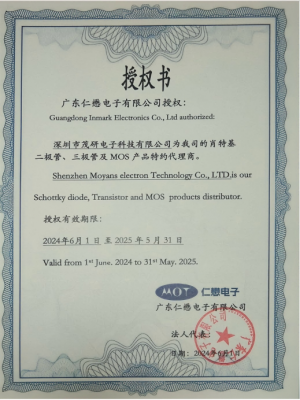 授权书
广东仁懋电子有限公司授权：
Guangdong Inmark Electronics Co., Ltd authorized:
深圳市茂研电子科技有限公司为我司的肖特基
二极管、三极管及MOS产品特约代理商。
Shenzhen Moyans electron Technology Co., LTD,is our
Schottky diode, Transistor and MOS products distributor.
授权有效期限：
2024年6月1日至2025年5月31日
Valid from 1st June. 2024 to 31st May. 2025.
MOT 仁懋电子
广东仁懋电子有限公司
法人代表：
日期：2024年6月1日